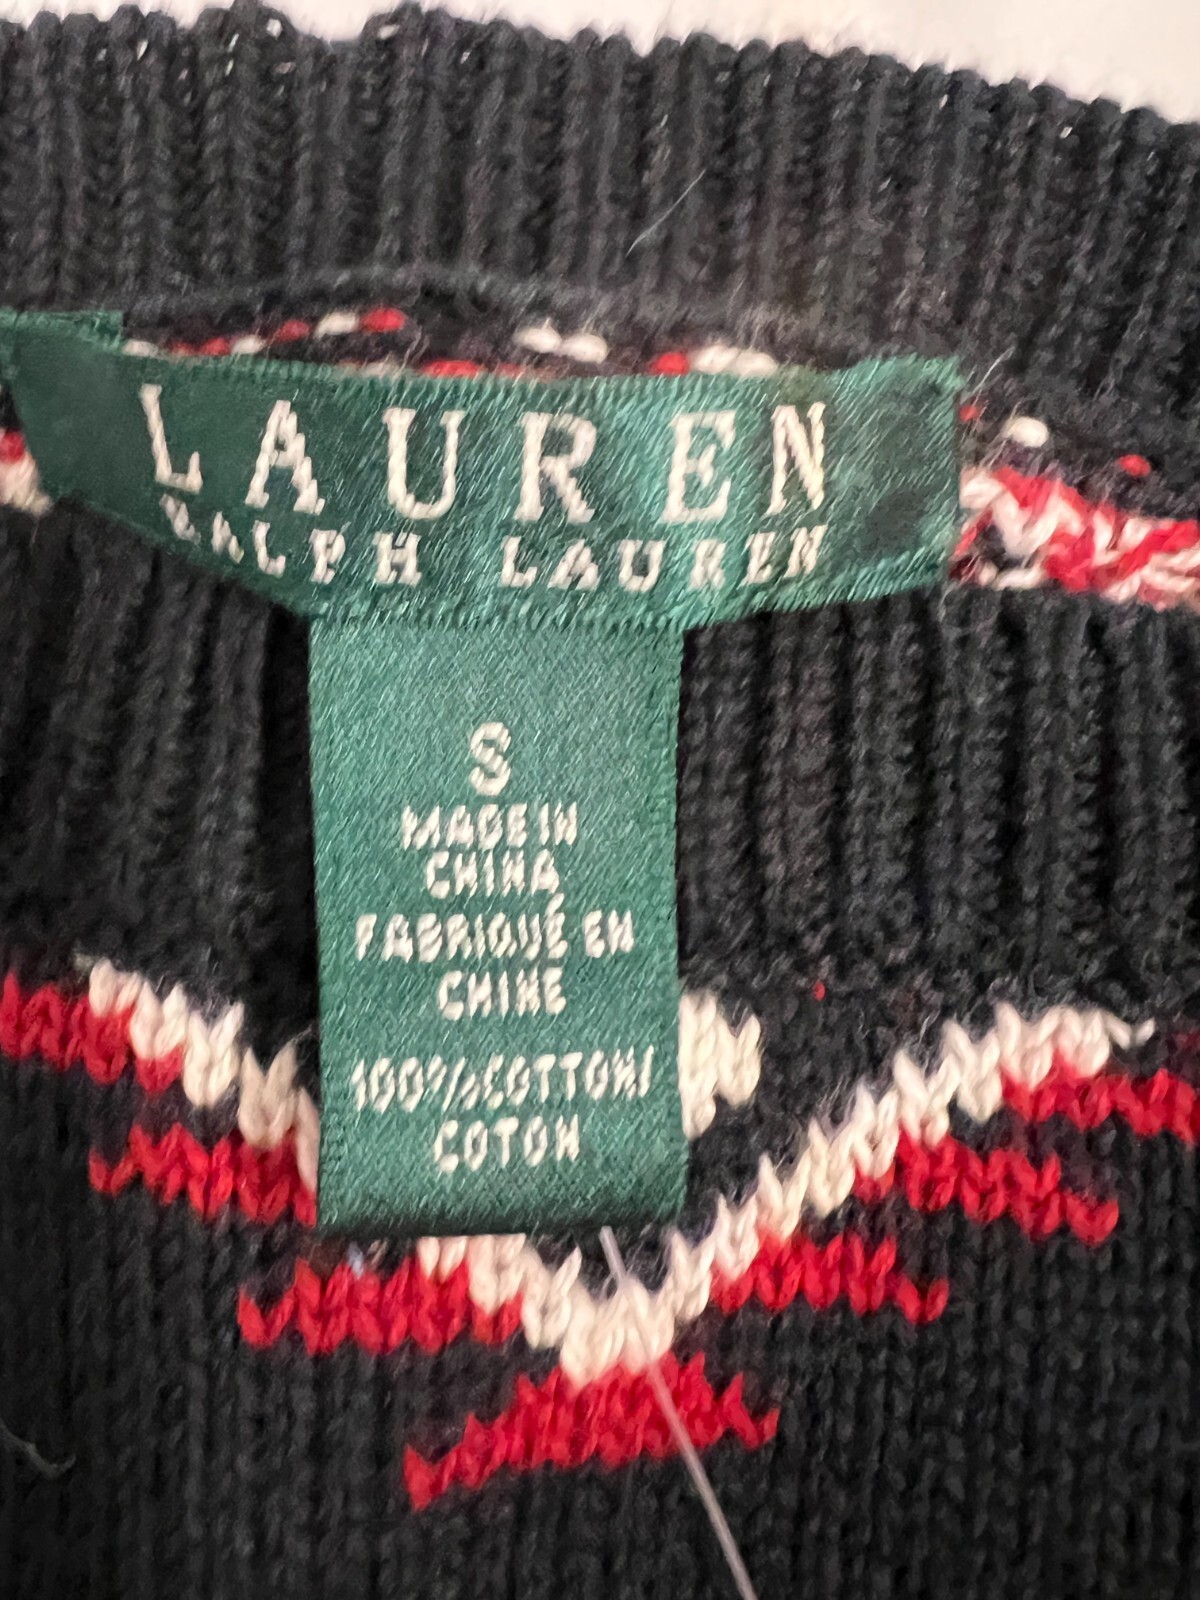 LAUREN
RALPH LAUREN
S
MADE IN
CHINA
FABRIQUÉ EN
CHINE
100%COTTON/
COTON